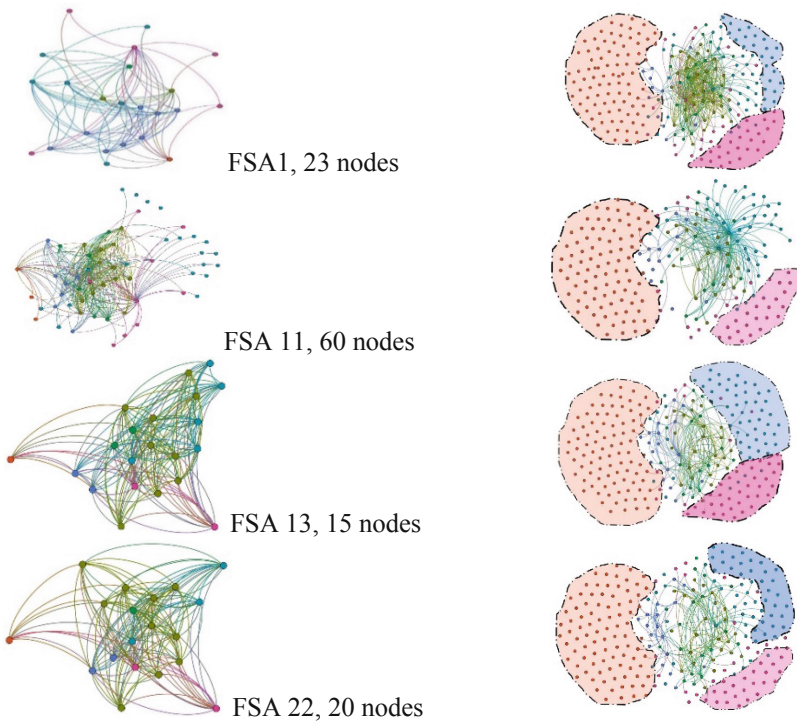 FSA1, 23 nodes
FSA 11, 60 nodes
FSA 13, 15 nodes
FSA 22, 20 nodes